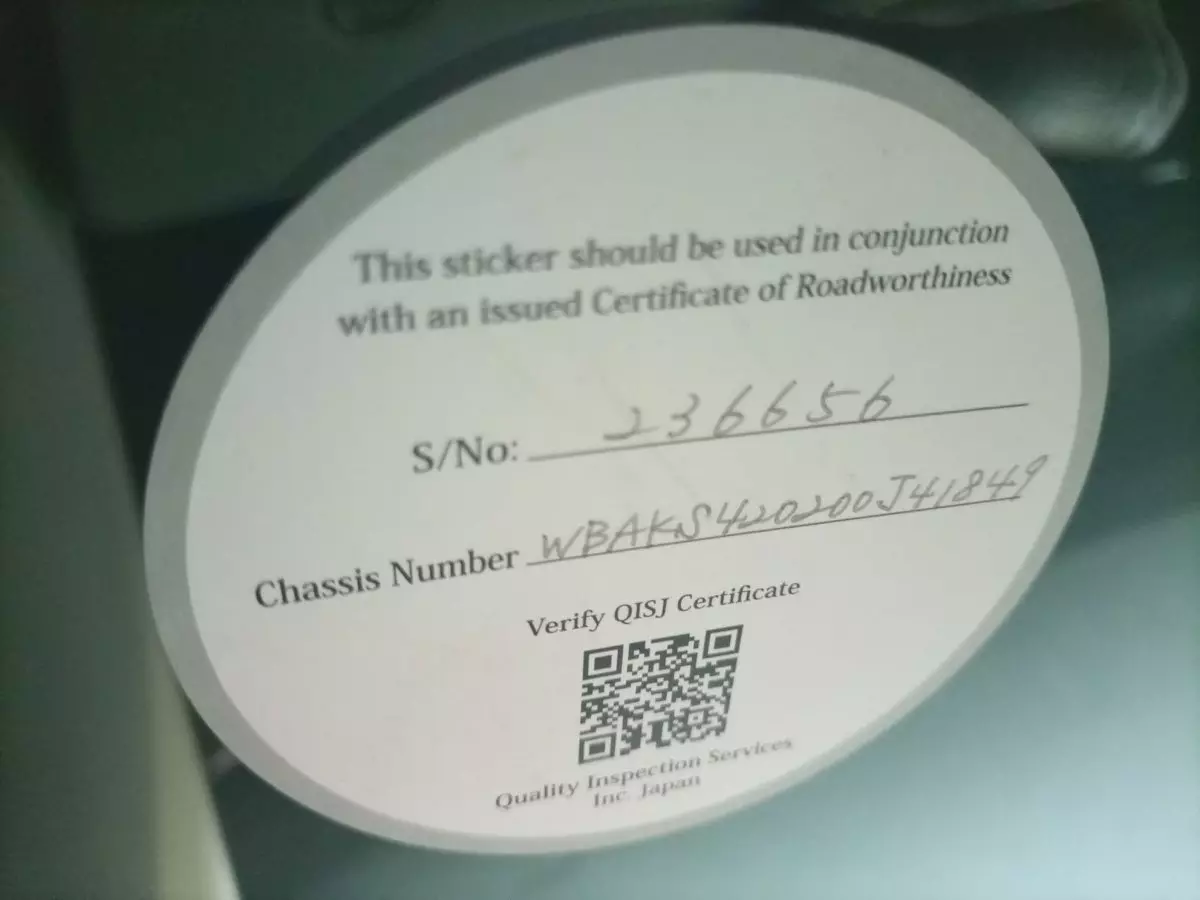 This sticker should be used in conjunction
with an issued Certificate of Roadworthiness
S/No: 236656
Chassis Number WBAKS420200J41849
Verify QISJ Certificate
Quality Inspection Services
Inc. Japan